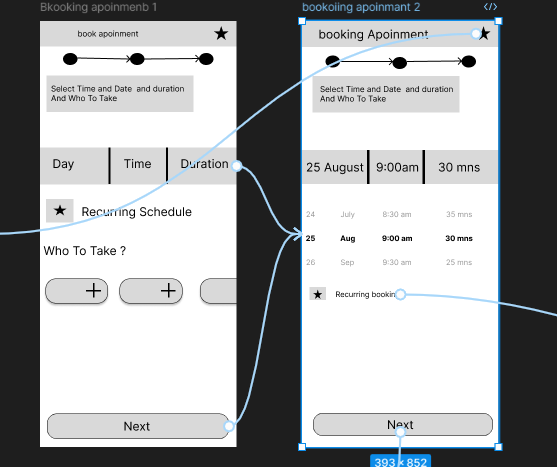 Bkooking apoinmenb 1
book apoinment
Select Time and Date and duration
And Who To Take
Day Time Duration
Recurring Schedule
Who To Take ?
Next
bookoiing apoinmant 2
booking Apoinment
Select Time and Date and duration
And Who To Take
25 August 9:00am 30 mns
24 July 8:30 am 35 mns
25 Aug 9:00 am 30 mns
26 Sep 9:30 am 25 mns
Recurring booking
Next
393 × 852